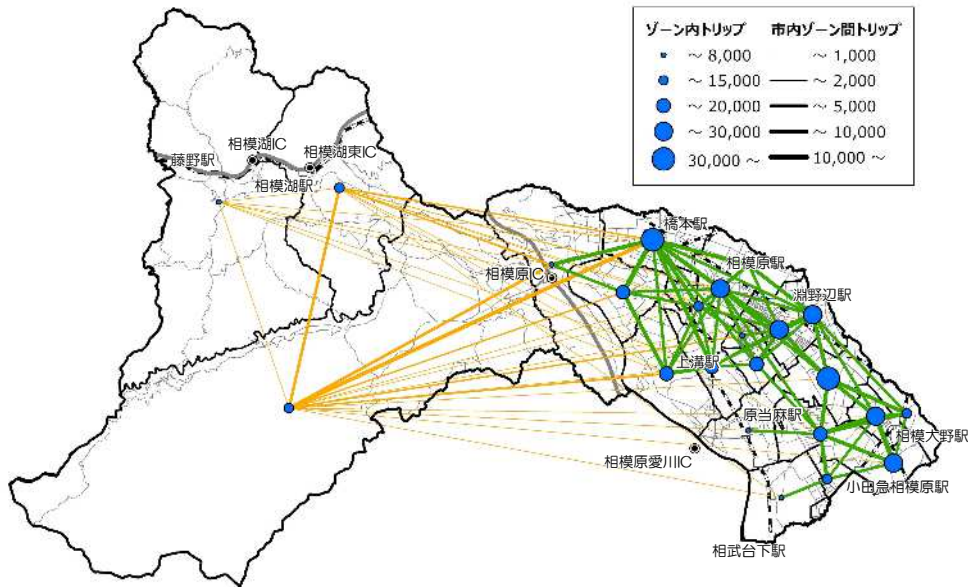 ゾーン内トリップ 市内ゾーン間トリップ
～ 8,000 ～ 1,000
～ 15,000 ～ 2,000
～ 20,000 ～ 5,000
～ 30,000 ～ 10,000
30,000 ～ 10,000 ～
相模湖IC
相模湖東IC
藤野駅
相模湖駅
橋本駅
相模原駅
相模原IC
淵野辺駅
上溝駅
原当麻駅
相模大野駅
相模原愛川IC
小田急相模原駅
相武台下駅